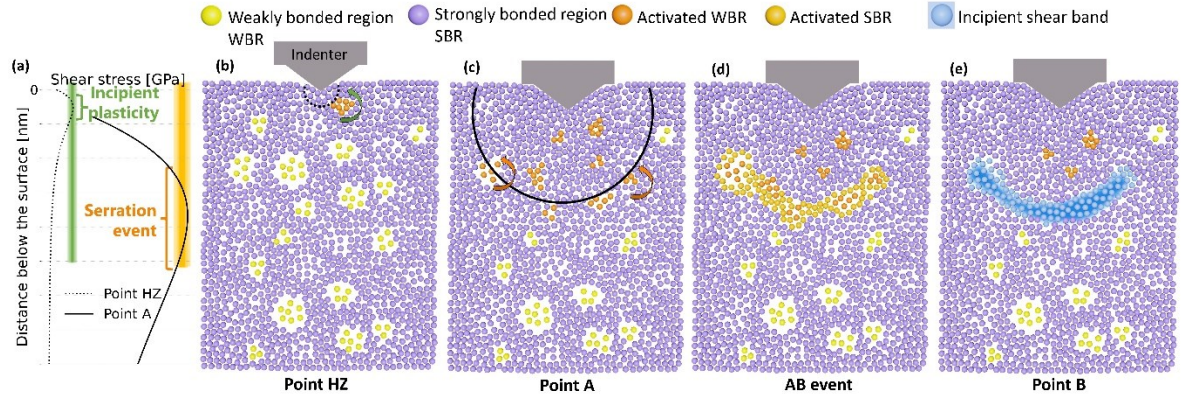 Weakly bonded region
WBR
Strongly bonded region
SBR
Activated WBR
Activated SBR
Incipient shear band
(a)
Shear stress [GPa]
0
Incipient
plasticity
Serration
event
Point HZ
Point A
Distance below the surface [nm]
(b)
Indenter
Point HZ
(c)
Point A
(d)
AB event
(e)
Point B